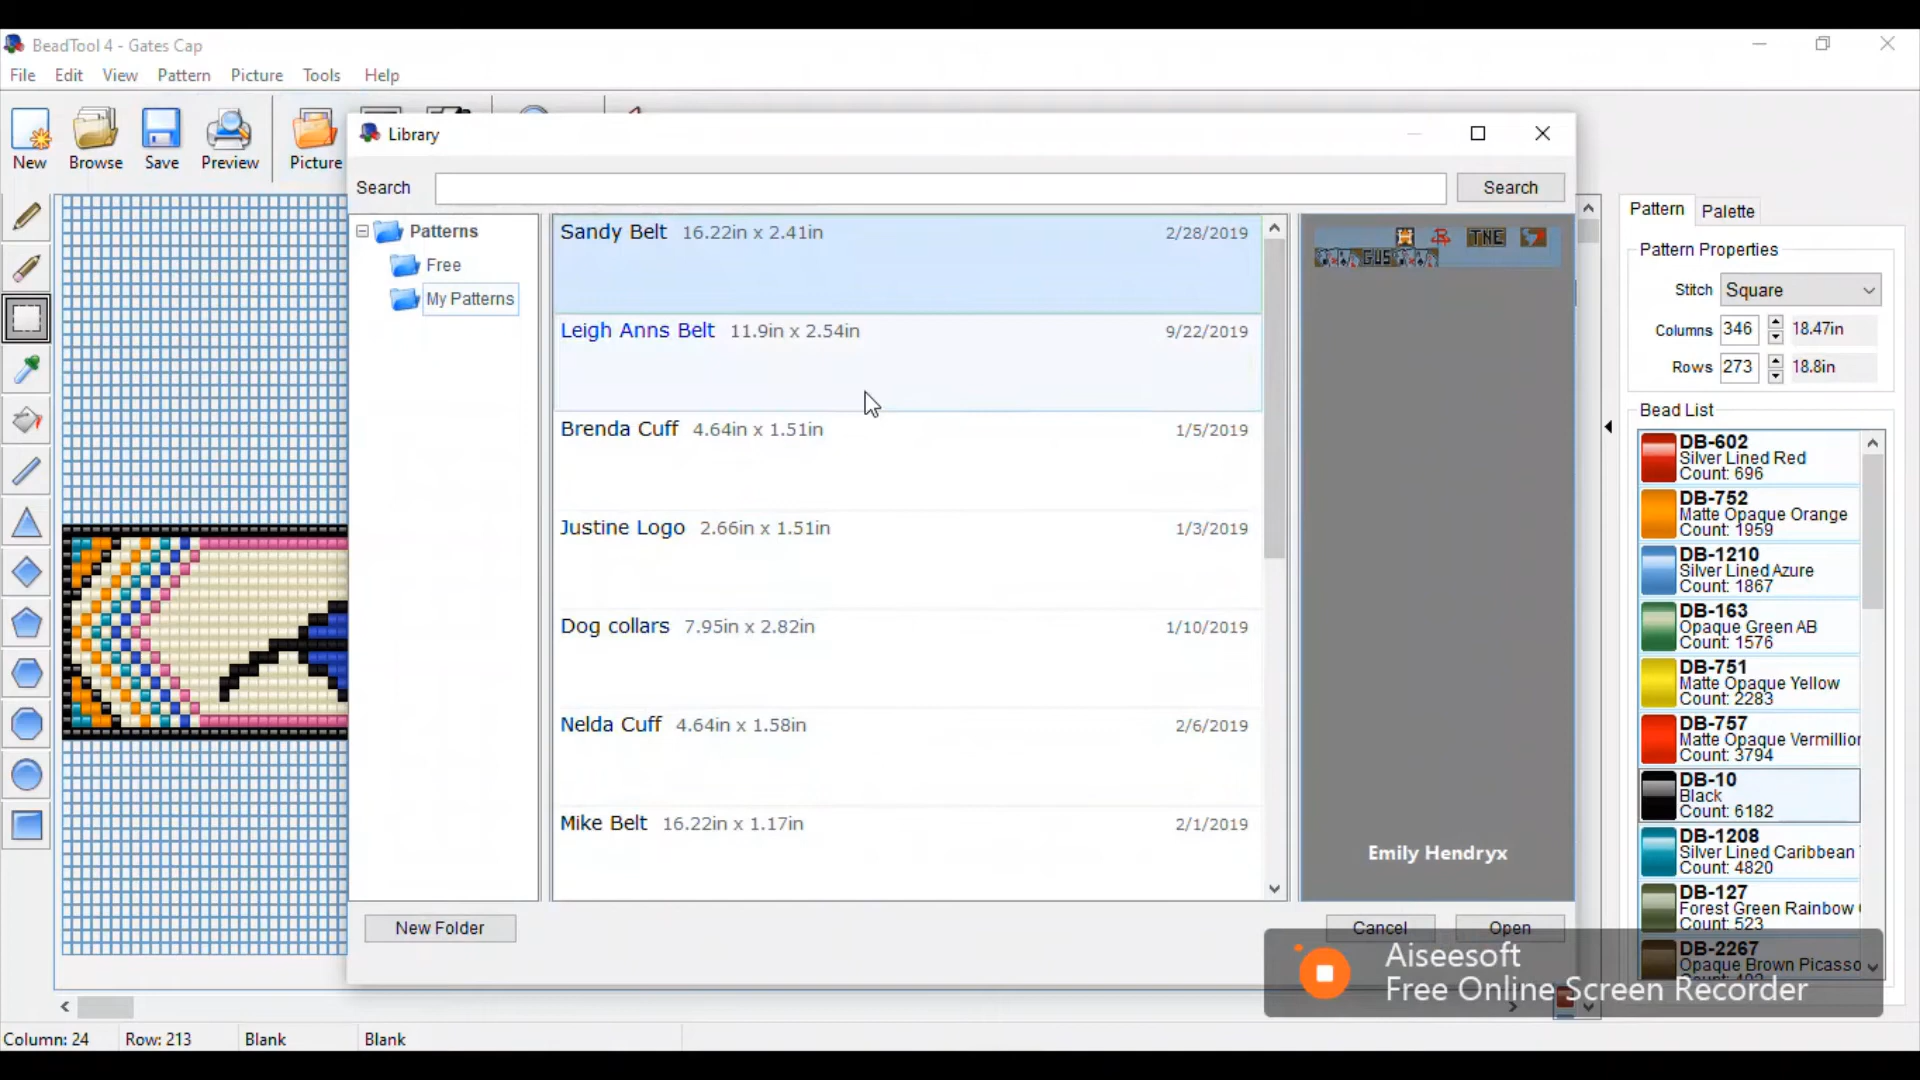 BeadTool 4 - Gates Cap
File Edit View Pattern Picture Tools Help
New Browse Save Preview Picture
Library
Search Search
Patterns
Free
My Patterns
Sandy Belt 16.22in x 2.41in 2/28/2019
Leigh Anns Belt 11.9in x 2.54in 9/22/2019
Brenda Cuff 4.64in x 1.51in 1/5/2019
Justine Logo 2.66in x 1.51in 1/3/2019
Dog collars 7.95in x 2.82in 1/10/2019
Nelda Cuff 4.64in x 1.58in 2/6/2019
Mike Belt 16.22in x 1.17in 2/1/2019
TNE
GUS
Emily Hendryx
New Folder Cancel Open
Pattern Palette
Pattern Properties
Stitch Square
Columns 346 18.47in
Rows 273 18.8in
Bead List
DB-602
Silver Lined Red
Count: 696
DB-752
Matte Opaque Orange
Count: 1959
DB-1210
Silver Lined Azure
Count: 1867
DB-163
Opaque Green AB
Count: 1576
DB-751
Matte Opaque Yellow
Count: 2283
DB-757
Matte Opaque Vermillion
Count: 3794
DB-10
Black
Count: 6182
DB-1208
Silver Lined Caribbean
Count: 4820
DB-127
Forest Green Rainbow
Count: 523
DB-2267
Opaque Brown Picasso
Aiseesoft
Free Online Screen Recorder
Column: 24 Row: 213 Blank Blank